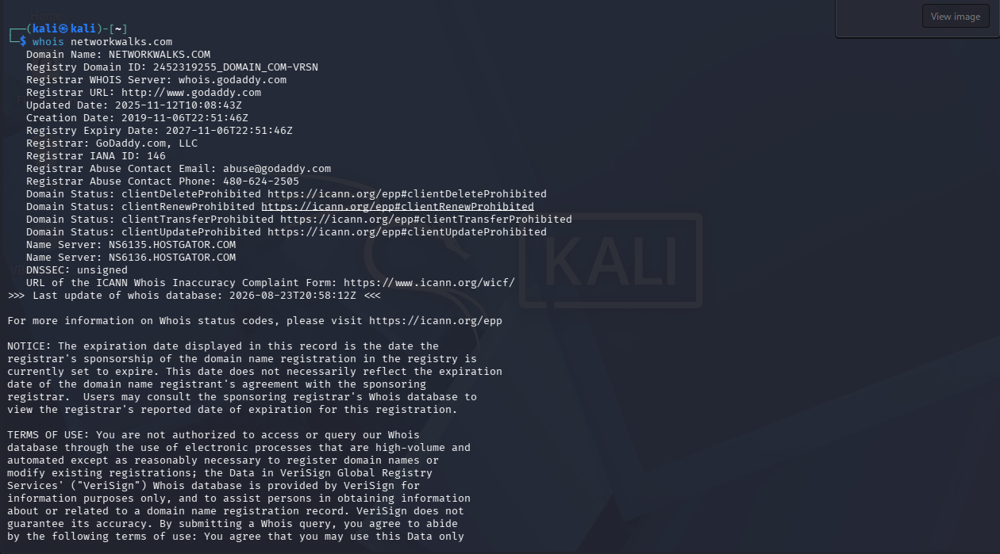 Home
View image
┌──(kali㉿kali)-[~]
└─$ whois networkwalks.com
Domain Name: NETWORKWALKS.COM
Registry Domain ID: 2452319255_DOMAIN_COM-VRSN
Registrar WHOIS Server: whois.godaddy.com
Registrar URL: http://www.godaddy.com
Updated Date: 2025-11-12T10:08:43Z
Creation Date: 2019-11-06T22:51:46Z
Registry Expiry Date: 2027-11-06T22:51:46Z
Registrar: GoDaddy.com, LLC
Registrar IANA ID: 146
Registrar Abuse Contact Email: abuse@godaddy.com
Registrar Abuse Contact Phone: 480-624-2505
Domain Status: clientDeleteProhibited https://icann.org/epp#clientDeleteProhibited
Domain Status: clientRenewProhibited https://icann.org/epp#clientRenewProhibited
Domain Status: clientTransferProhibited https://icann.org/epp#clientTransferProhibited
Domain Status: clientUpdateProhibited https://icann.org/epp#clientUpdateProhibited
Name Server: NS6135.HOSTGATOR.COM
Name Server: NS6136.HOSTGATOR.COM
DNSSEC: unsigned
URL of the ICANN Whois Inaccuracy Complaint Form: https://www.icann.org/wicf/
>>> Last update of whois database: 2026-08-23T20:58:12Z <<<
KALI
For more information on Whois status codes, please visit https://icann.org/epp
NOTICE: The expiration date displayed in this record is the date the
registrar's sponsorship of the domain name registration in the registry is
currently set to expire. This date does not necessarily reflect the expiration
date of the domain name registrant's agreement with the sponsoring
registrar.  Users may consult the sponsoring registrar's Whois database to
view the registrar's reported date of expiration for this registration.
TERMS OF USE: You are not authorized to access or query our Whois
database through the use of electronic processes that are high-volume and
automated except as reasonably necessary to register domain names or
modify existing registrations; the Data in VeriSign Global Registry
Services' ("VeriSign") Whois database is provided by VeriSign for
information purposes only, and to assist persons in obtaining information
about or related to a domain name registration record. VeriSign does not
guarantee its accuracy. By submitting a Whois query, you agree to abide
by the following terms of use: You agree that you may use this Data only